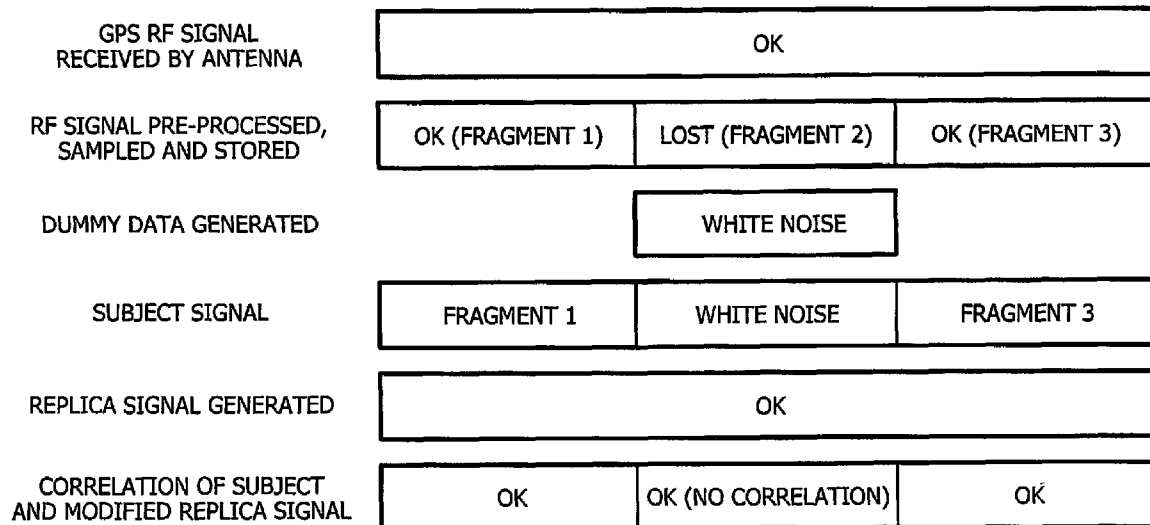 GPS RF SIGNAL
RECEIVED BY ANTENNA
OK
RF SIGNAL PRE-PROCESSED,
SAMPLED AND STORED
OK (FRAGMENT 1)
LOST (FRAGMENT 2)
OK (FRAGMENT 3)
DUMMY DATA GENERATED
WHITE NOISE
SUBJECT SIGNAL
FRAGMENT 1
WHITE NOISE
FRAGMENT 3
REPLICA SIGNAL GENERATED
OK
CORRELATION OF SUBJECT
AND MODIFIED REPLICA SIGNAL
OK
OK (NO CORRELATION)
OK